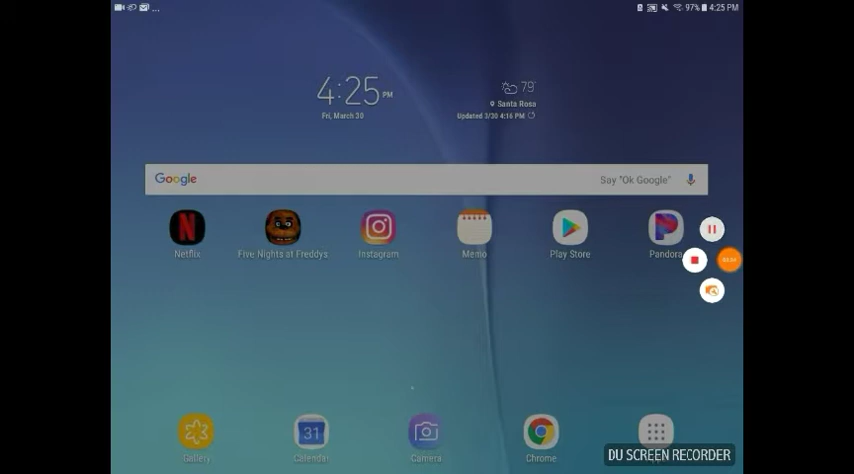 ... 97% 4:25 PM
4:25 PM 79°
Fri, March 30 Santa Rosa
Updated 3/30 4:16 PM
Google Say "Ok Google"
Netflix Five Nights at Freddys Instagram Memo Play Store Pandora
31
Gallery Calendar Camera Chrome
DU SCREEN RECORDER